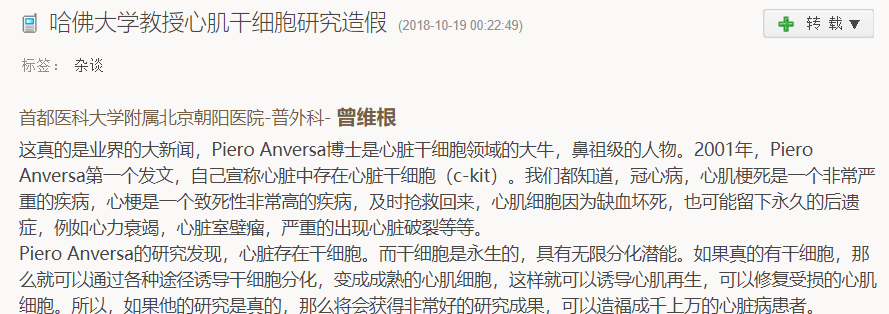 哈佛大学教授心肌干细胞研究造假 (2018-10-19 00:22:49)
转 载▼
标签： 杂谈
首都医科大学附属北京朝阳医院-普外科- 曾维根
这真的是业界的大新闻，Piero Anversa博士是心脏干细胞领域的大牛，鼻祖级的人物。2001年，Piero
Anversa第一个发文，自己宣称心脏中存在心脏干细胞（c-kit）。我们都知道，冠心病，心肌梗死是一个非常严
重的疾病，心梗是一个致死性非常高的疾病，及时抢救回来，心肌细胞因为缺血坏死，也可能留下永久的后遗
症，例如心力衰竭，心脏室壁瘤，严重的出现心脏破裂等等。
Piero Anversa的研究发现，心脏存在干细胞。而干细胞是永生的，具有无限分化潜能。如果真的有干细胞，那
么就可以通过各种途径诱导干细胞分化，变成成熟的心肌细胞，这样就可以诱导心肌再生，可以修复受损的心肌
细胞。所以，如果他的研究是真的，那么将会获得非常好的研究成果，可以造福成千上万的心脏病患者。